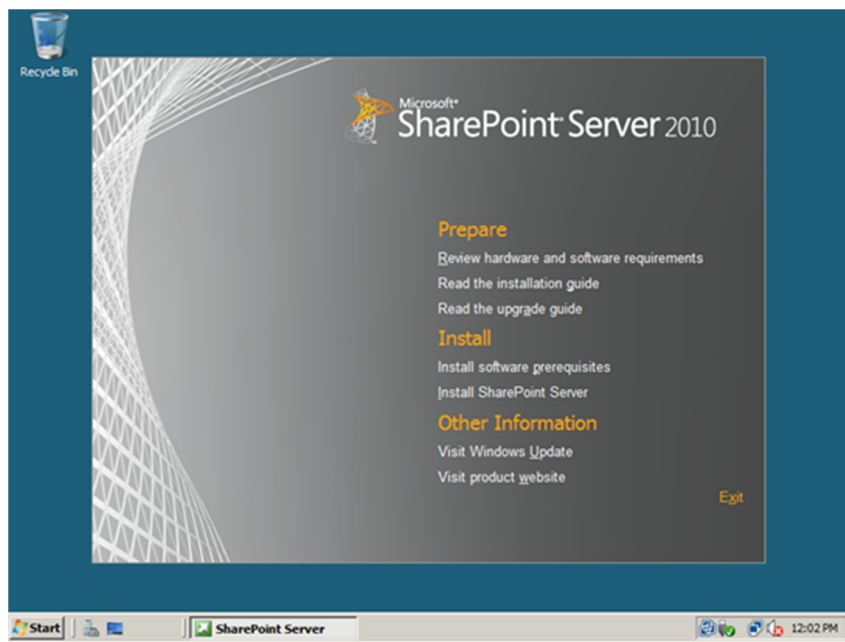 Recycle Bin
Microsoft®
SharePoint Server 2010
Prepare
Review hardware and software requirements
Read the installation guide
Read the upgrade guide
Install
Install software prerequisites
Install SharePoint Server
Other Information
Visit Windows Update
Visit product website
Exit
Start
SharePoint Server
12:02 PM